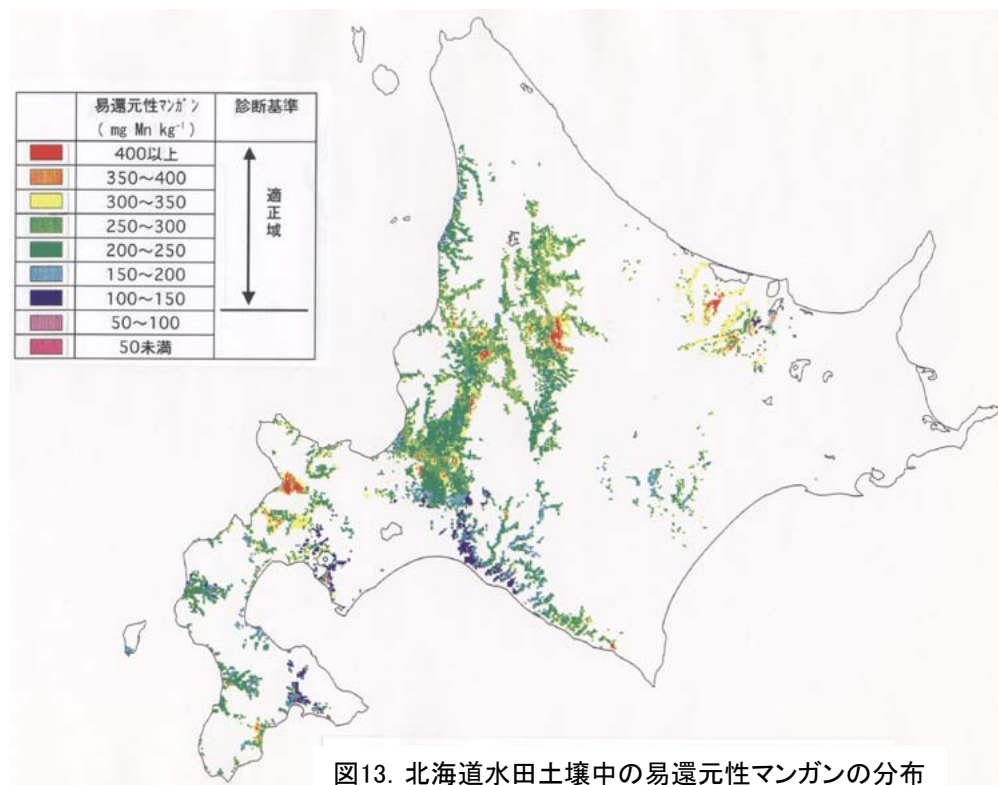 易還元性マンガン 診断基準
( mg Mn kg⁻¹)
400以上
350〜400
300〜350
250〜300
200〜250
150〜200
100〜150
50〜100
50未満
適正域
図13. 北海道水田土壌中の易還元性マンガンの分布